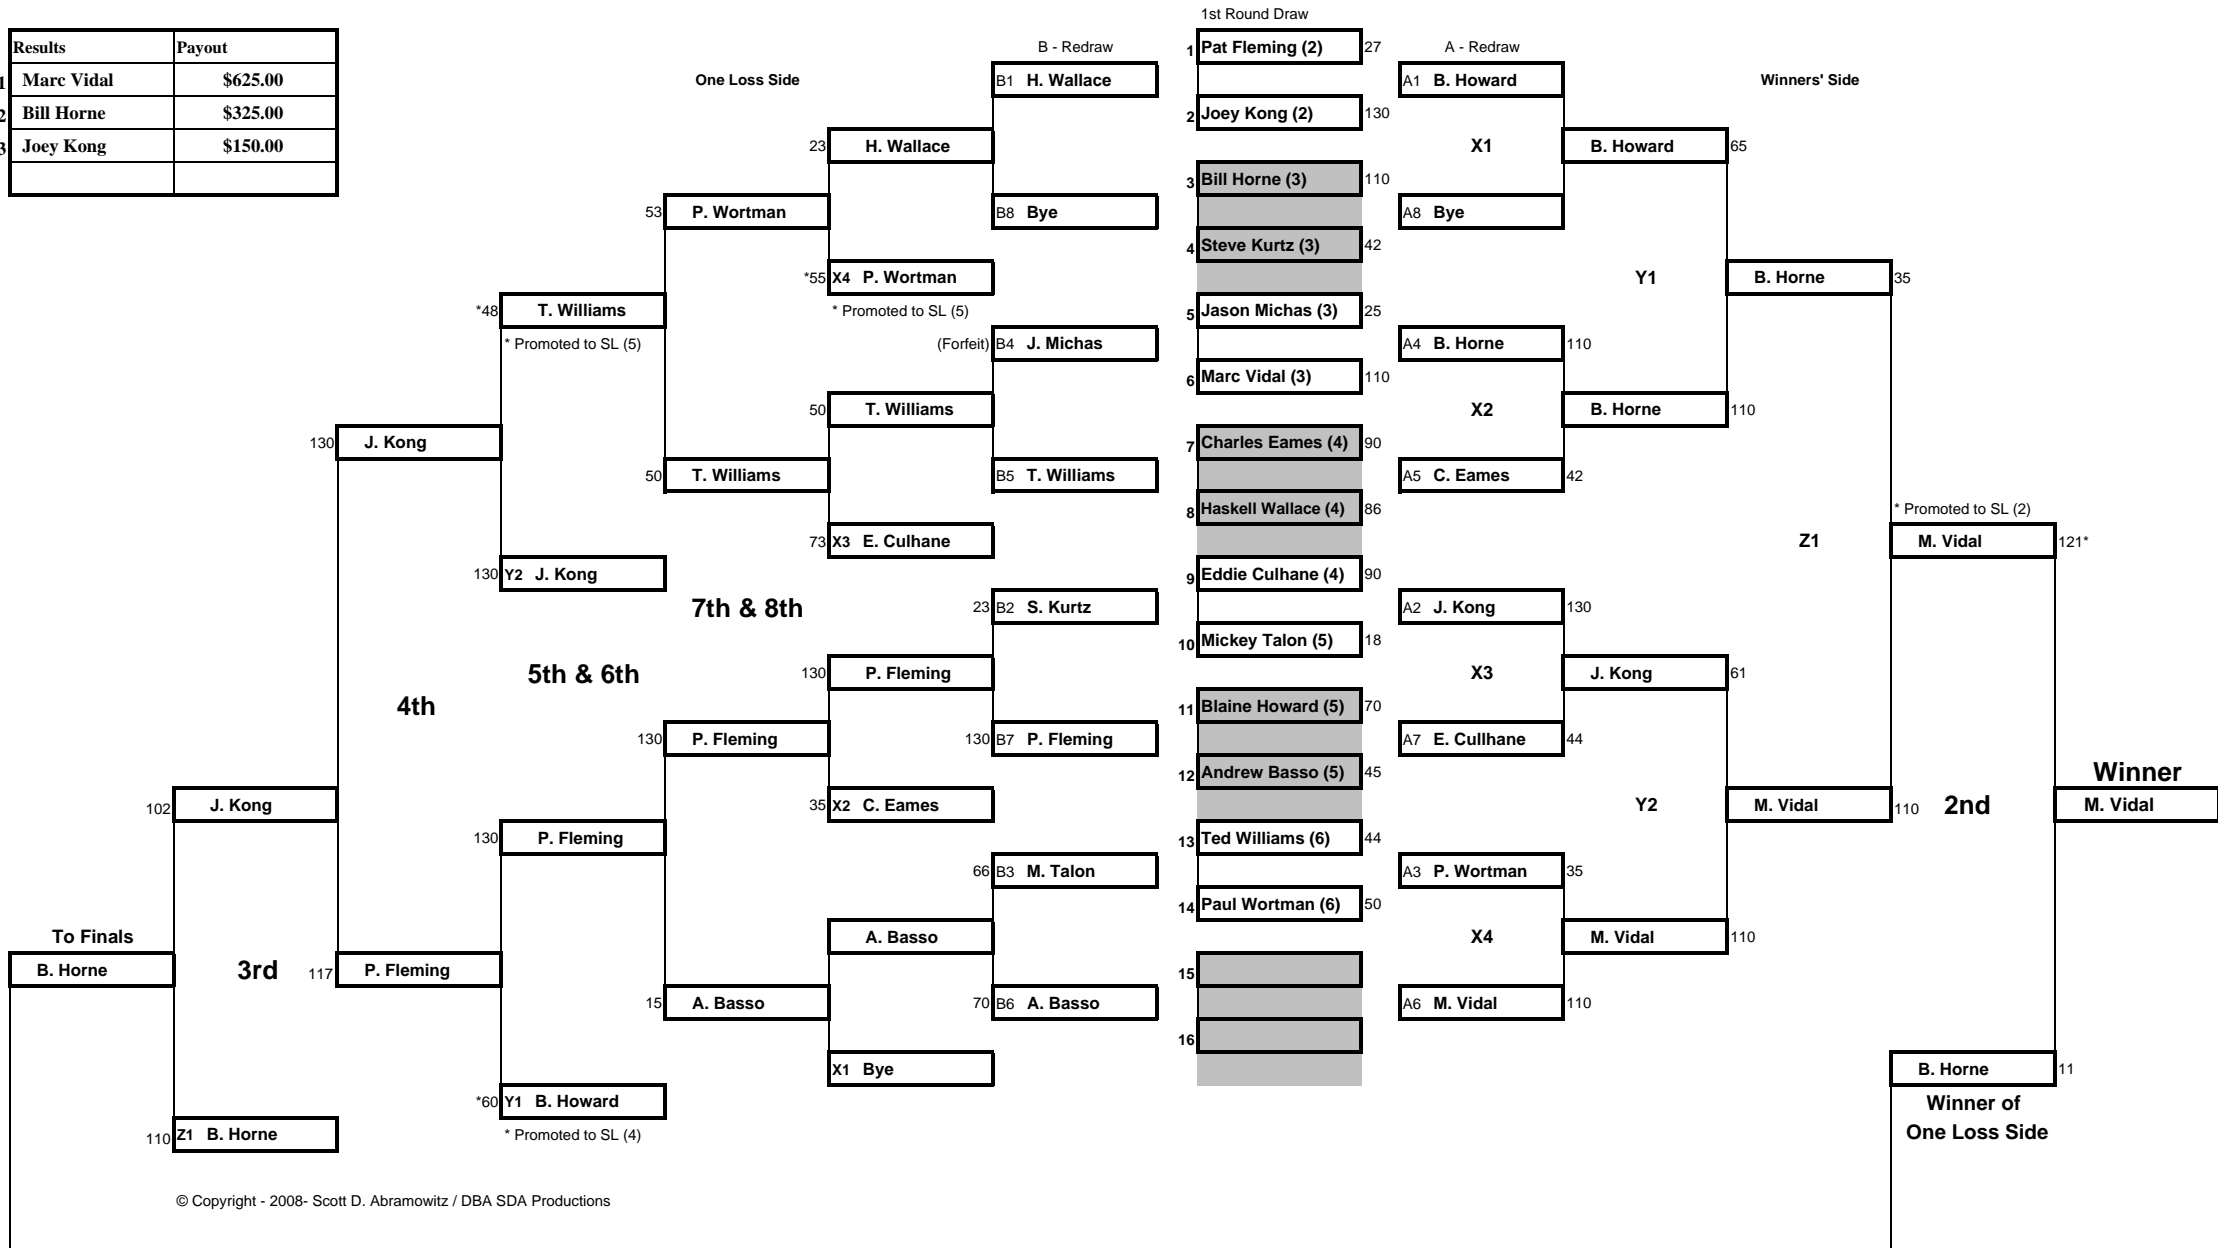 Results Payout
1 Marc Vidal $625.00
2 Bill Horne $325.00
3 Joey Kong $150.00
One Loss Side
B - Redraw
B1 H. Wallace
23 H. Wallace
53 P. Wortman
B8 Bye
*55 X4 P. Wortman
* Promoted to SL (5)
*48 T. Williams
* Promoted to SL (5)
(Forfeit) B4 J. Michas
50 T. Williams
130 J. Kong
50 T. Williams
B5 T. Williams
73 X3 E. Culhane
130 Y2 J. Kong
7th & 8th
23 B2 S. Kurtz
5th & 6th
130 P. Fleming
4th
130 P. Fleming
130 B7 P. Fleming
102 J. Kong
35 X2 C. Eames
130 P. Fleming
66 B3 M. Talon
To Finals
A. Basso
B. Horne
3rd
117 P. Fleming
15 A. Basso
70 B6 A. Basso
X1 Bye
*60 Y1 B. Howard
* Promoted to SL (4)
110 Z1 B. Horne
© Copyright - 2008- Scott D. Abramowitz / DBA SDA Productions
1st Round Draw
1 Pat Fleming (2) 27
2 Joey Kong (2) 130
3 Bill Horne (3) 110
4 Steve Kurtz (3) 42
5 Jason Michas (3) 25
6 Marc Vidal (3) 110
7 Charles Eames (4) 90
8 Haskell Wallace (4) 86
9 Eddie Culhane (4) 90
10 Mickey Talon (5) 18
11 Blaine Howard (5) 70
12 Andrew Basso (5) 45
13 Ted Williams (6) 44
14 Paul Wortman (6) 50
15
16
A - Redraw
Winners' Side
A1 B. Howard
X1
B. Howard 65
A8 Bye
Y1
B. Horne 35
A4 B. Horne 110
X2
B. Horne 110
A5 C. Eames 42
* Promoted to SL (2)
Z1
M. Vidal 121*
A2 J. Kong 130
X3
J. Kong 61
A7 E. Cullhane 44
Winner
Y2
M. Vidal 110
2nd
M. Vidal
A3 P. Wortman 35
X4
M. Vidal 110
A6 M. Vidal 110
B. Horne 11
Winner of
One Loss Side